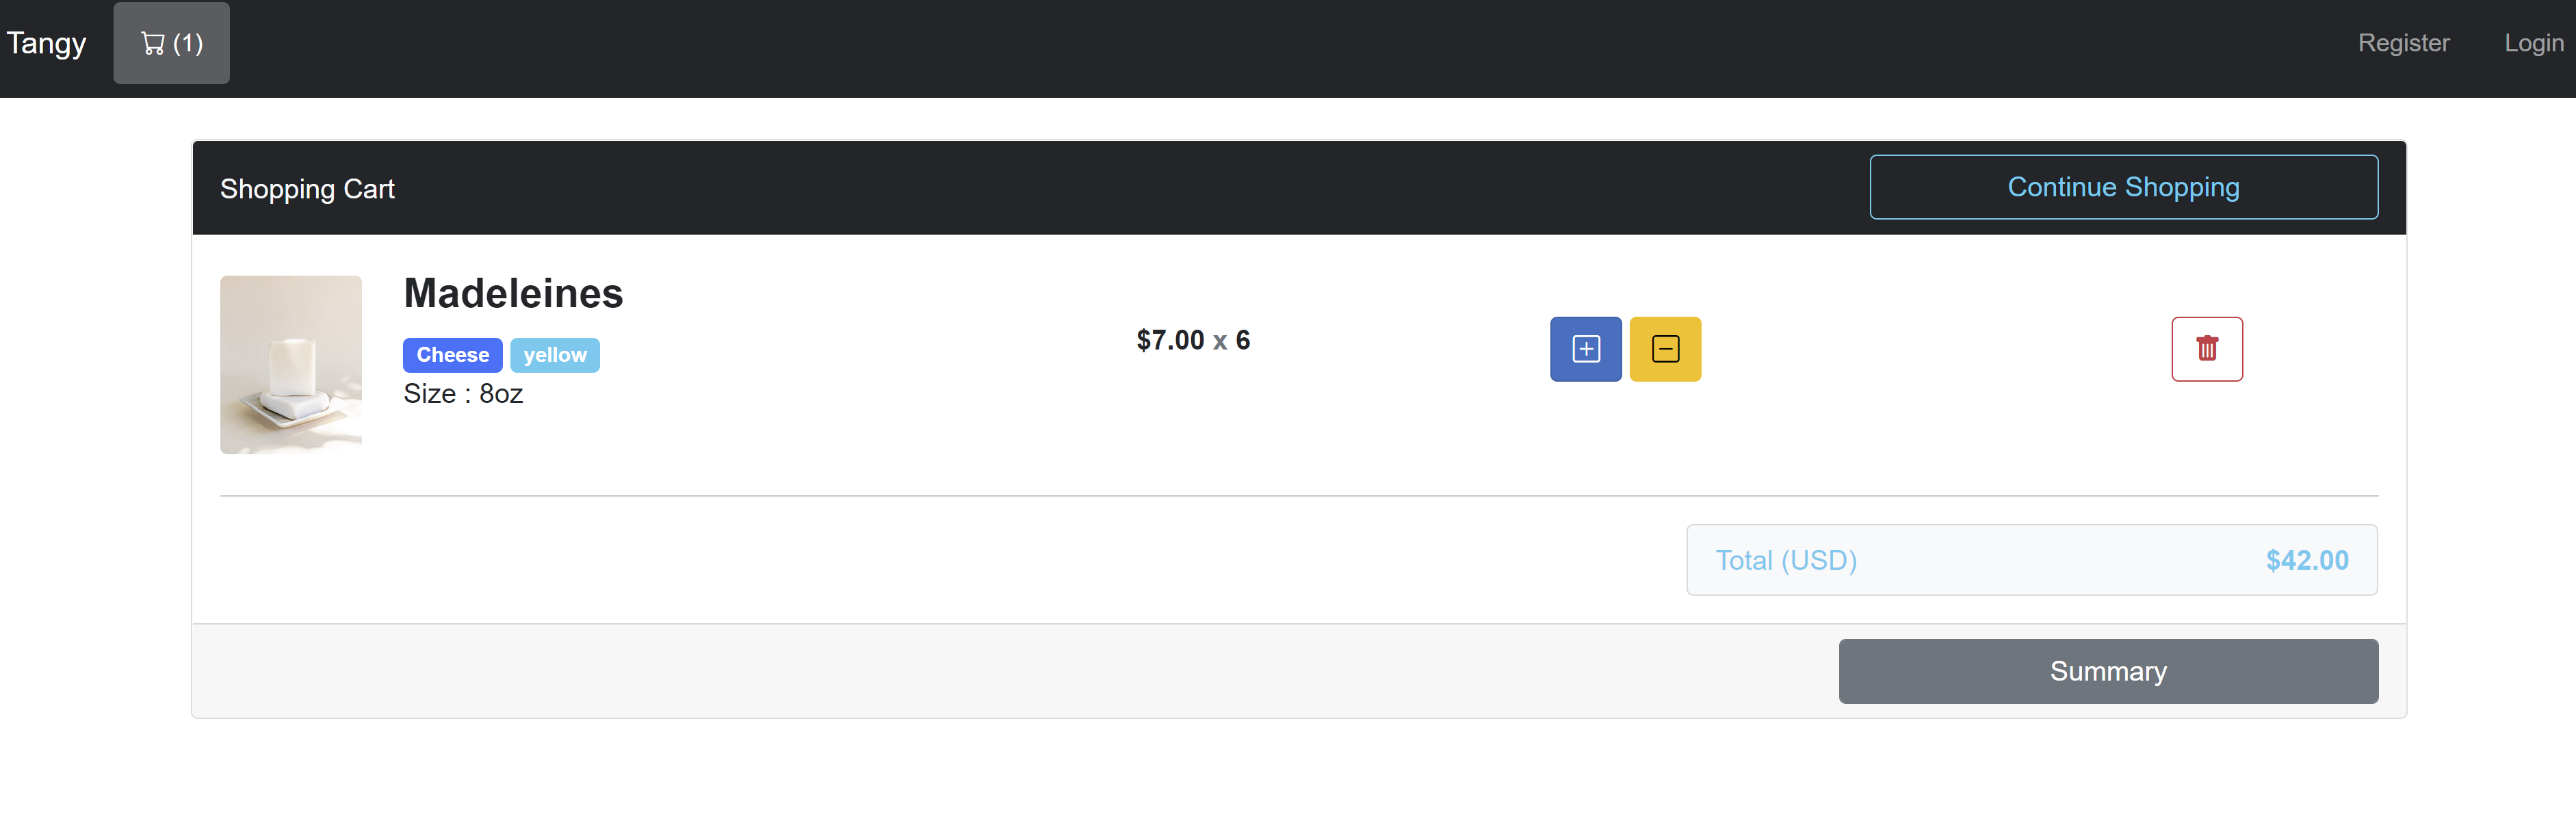 Tangy (1) Register Login
Shopping Cart Continue Shopping
Madeleines
$7.00 x 6
Cheese yellow
Size : 8oz
Total (USD) $42.00
Summary